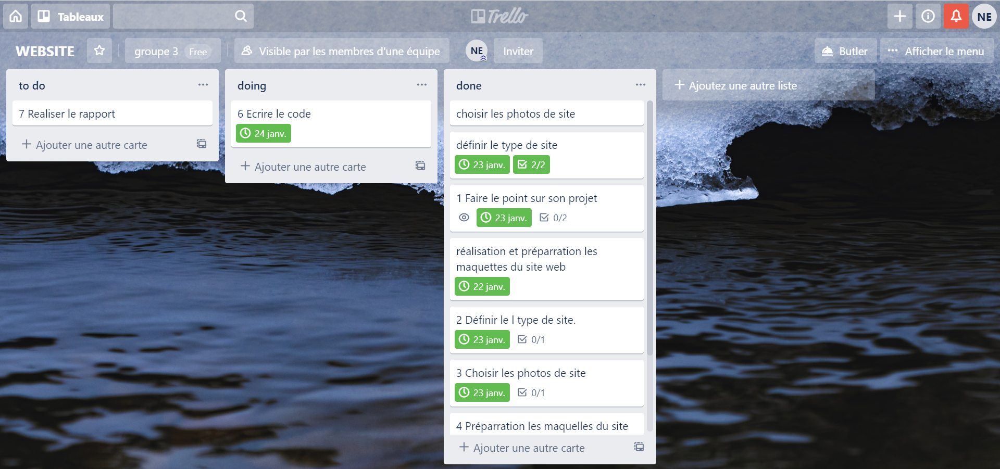 Tableaux
Trello
NE
WEBSITE
groupe 3 Free
Visible par les membres d'une équipe
NE
Inviter
Butler
Afficher le menu
to do
7 Realiser le rapport
Ajouter une autre carte
doing
6 Ecrire le code
24 janv.
Ajouter une autre carte
done
choisir les photos de site
définir le type de site
23 janv. 2/2
1 Faire le point sur son projet
23 janv. 0/2
réalisation et préparration les
maquettes du site web
22 janv.
2 Définir le l type de site.
23 janv. 0/1
3 Choisir les photos de site
23 janv. 0/1
4 Préparration les maquelles du site
Ajouter une autre carte
Ajoutez une autre liste